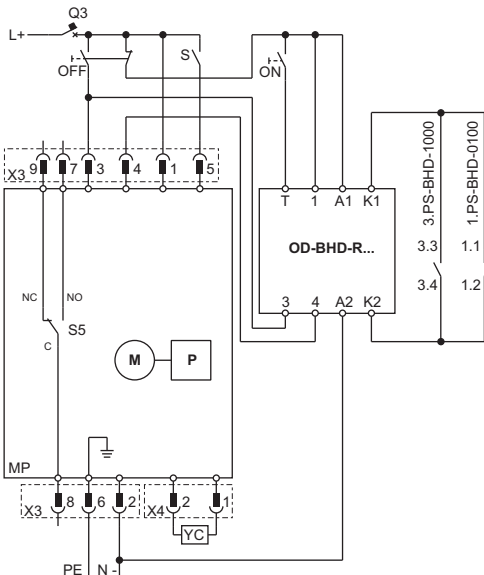 Q3
L+
OFF
S
ON
3.PS-BHD-1000
1.PS-BHD-0100
X3
9
7
3
4
1
5
T
1
A1
K1
OD-BHD-R...
3.3
1.1
3.4
1.2
3
4
A2
K2
NC
NO
S5
C
M
P
MP
X3
8
6
2
X4
2
1
YC
PE
N -